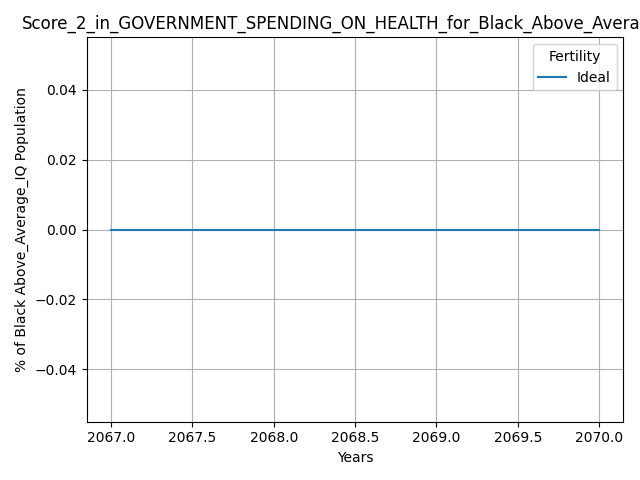 Score_2_in_GOVERNMENT_SPENDING_ON_HEALTH_for_Black_Above_Avera
Fertility
Ideal
% of Black Above_Average_IQ Population
0.04
0.02
0.00
−0.02
−0.04
2067.0 2067.5 2068.0 2068.5 2069.0 2069.5 2070.0
Years